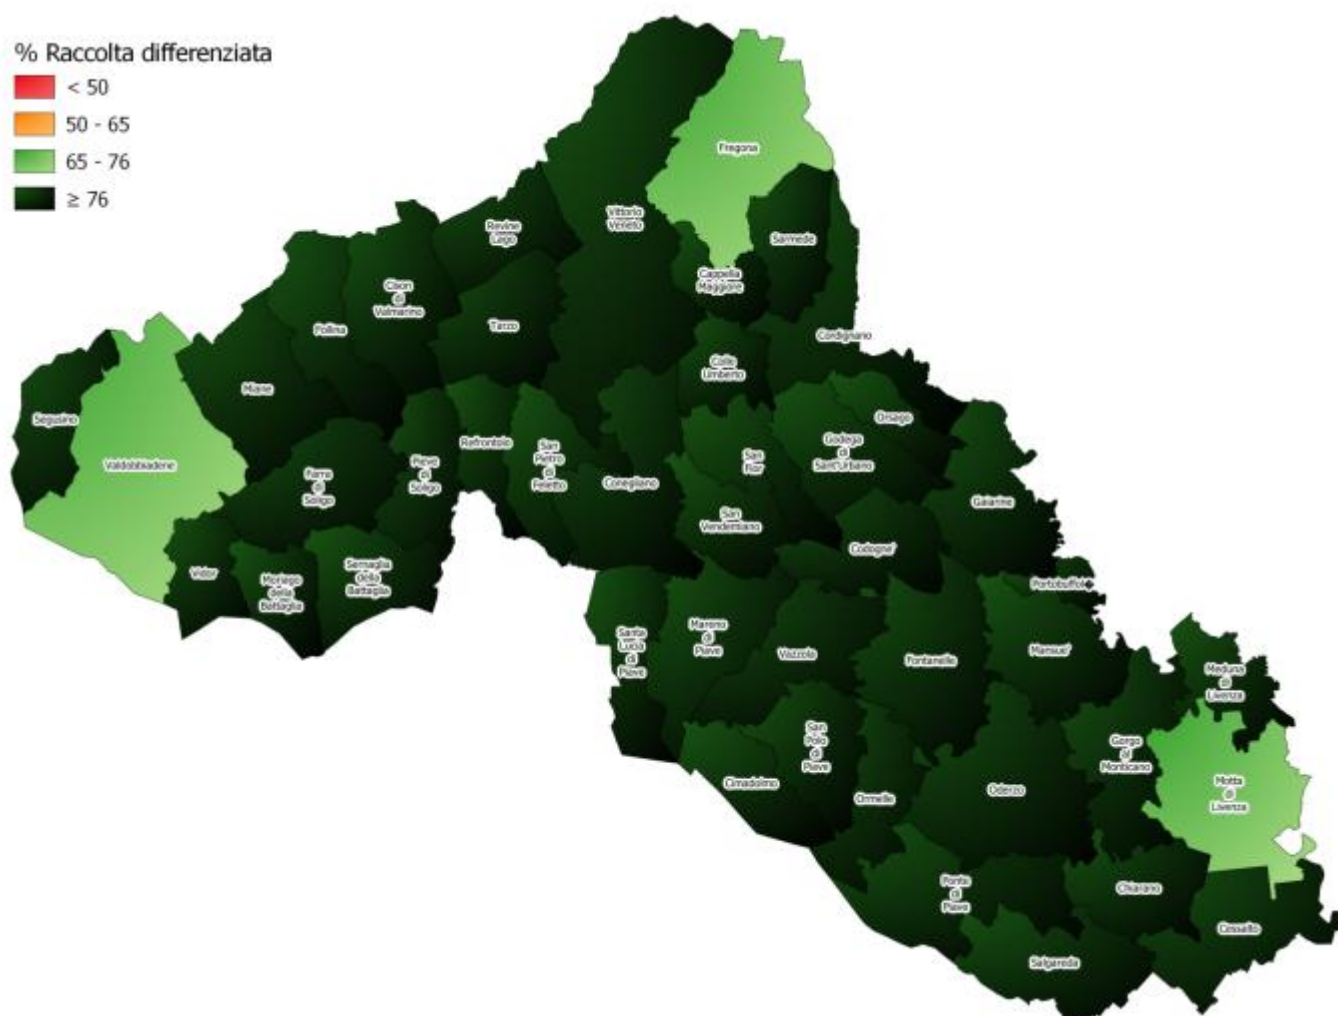 % Raccolta differenziata
< 50
50 - 65
65 - 76
≥ 76
Fregona
Vittorio
Veneto
Revine
Lago
Sarmede
Cappella
Maggiore
Cison
di
Valmarino
Follina
Tarzo
Cordignano
Colle
Umberto
Miane
Segusino
Valdobbiadene
Refrontolo
San
Pietro
di
Feletto
Orsago
Godega
di
Sant'Urbano
San
Fior
Farra
di
Soligo
Pieve
di
Soligo
Conegliano
Gaiarine
San
Vendemiano
Codogne'
Vidor
Moriago
della
Battaglia
Sernaglia
della
Battaglia
Portobuffol�
Santa
Lucia
di
Piave
Mareno
di
Piave
Vazzola
Fontanelle
Mansue'
Meduna
di
Livenza
San
Polo
di
Piave
Gorgo
al
Monticano
Cimadolmo
Ormelle
Oderzo
Motta
di
Livenza
Ponte
di
Piave
Chiarano
Cessalto
Salgareda